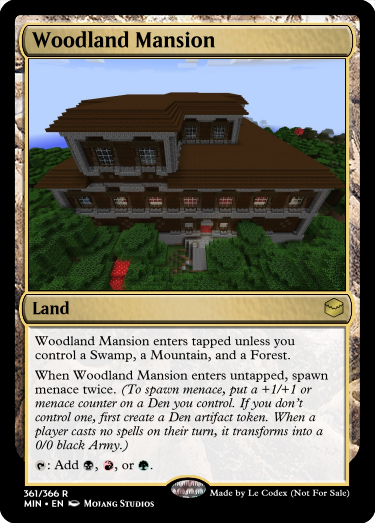 Woodland Mansion
Land
Woodland Mansion enters tapped unless you
control a Swamp, a Mountain, and a Forest.
When Woodland Mansion enters untapped, spawn
menace twice. (To spawn menace, put a +1/+1 or
menace counter on a Den you control. If you don't
control one, first create a Den artifact token. When a
player casts no spells on their turn, it transforms into a
0/0 black Army.)
: Add , , or .
361/366 R
MIN • EN Mojang Studios
Made by Le Codex (Not For Sale)